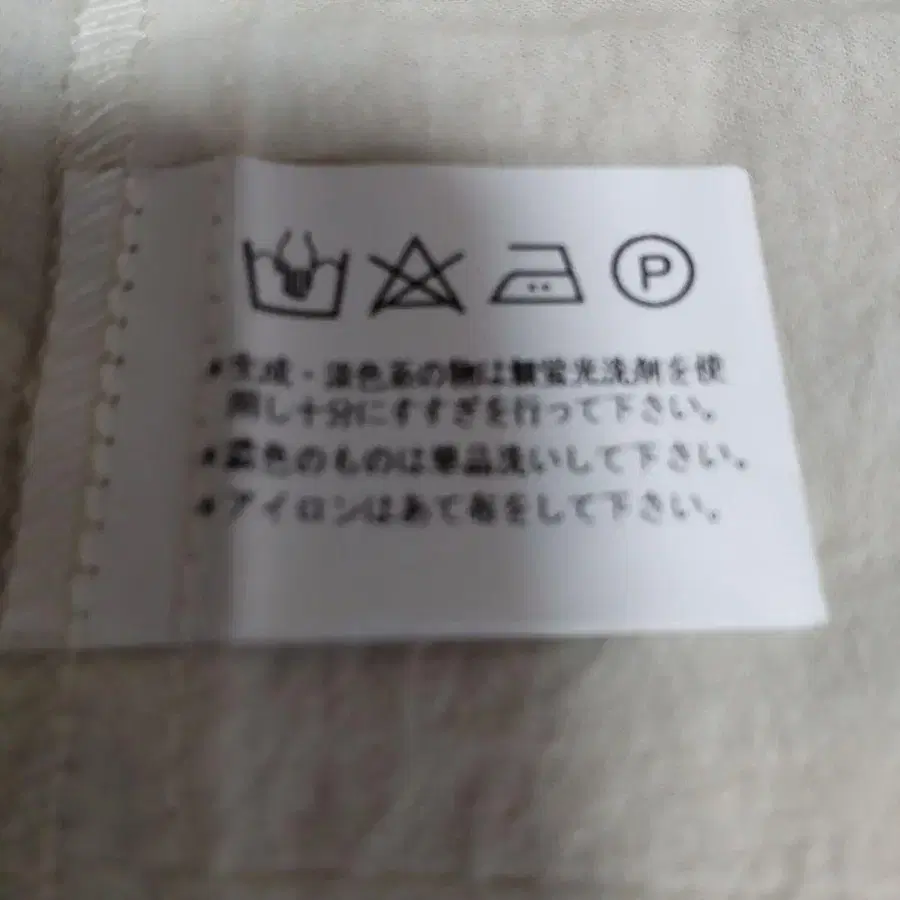 P
*生成・淡色系の物は無蛍光洗剤を使
用し十分にすすぎを行って下さい。
*濃色のものは単品洗いして下さい。
*アイロンはあて布をして下さい。